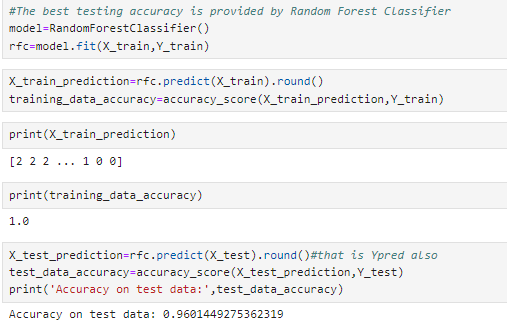 #The best testing accuracy is provided by Random Forest Classifier
model=RandomForestClassifier()
rfc=model.fit(X_train,Y_train)
X_train_prediction=rfc.predict(X_train).round()
training_data_accuracy=accuracy_score(X_train_prediction,Y_train)
print(X_train_prediction)
[2 2 2 ... 1 0 0]
print(training_data_accuracy)
1.0
X_test_prediction=rfc.predict(X_test).round()#that is Ypred also
test_data_accuracy=accuracy_score(X_test_prediction,Y_test)
print('Accuracy on test data:',test_data_accuracy)
Accuracy on test data: 0.9601449275362319